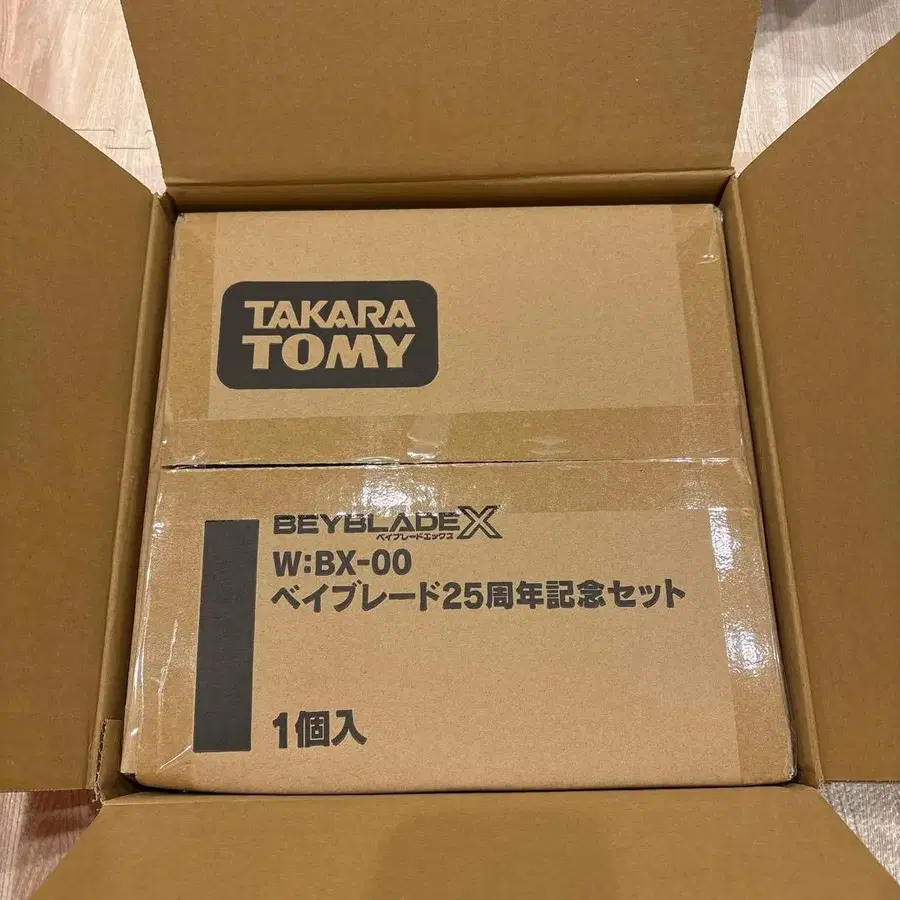 TAKARA
TOMY
BEYBLADE X
ベイブレードエックス
W:BX-00
ベイブレード25周年記念セット
1個入